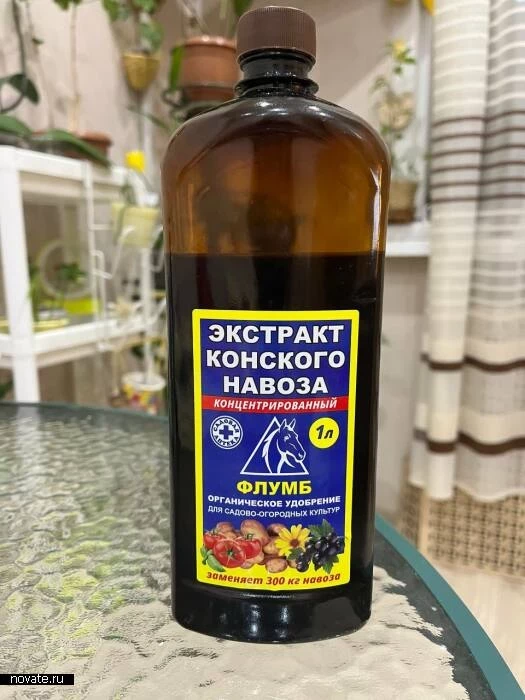 ЭКСТРАКТ
КОНСКОГО
НАВОЗА
КОНЦЕНТРИРОВАННЫЙ
1л
ФЛУМБ
ОРГАНИЧЕСКОЕ УДОБРЕНИЕ
ДЛЯ САДОВО-ОГОРОДНЫХ КУЛЬТУР
заменяет 300 кг навоза
novate.ru